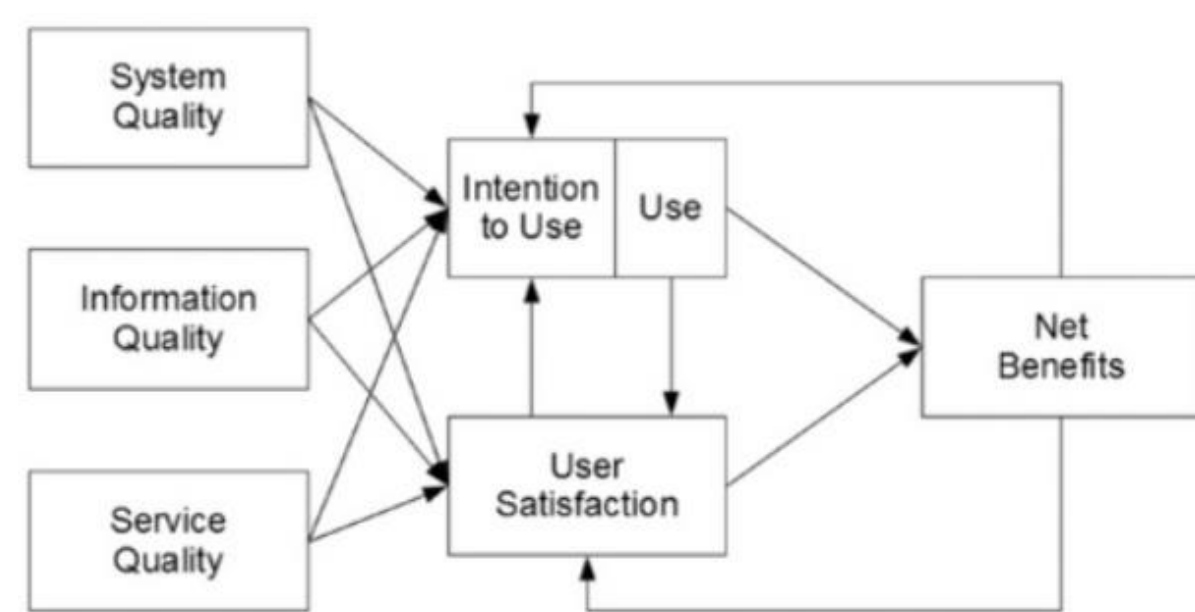 System
Quality
Information
Quality
Service
Quality
Intention
to Use
Use
User
Satisfaction
Net
Benefits